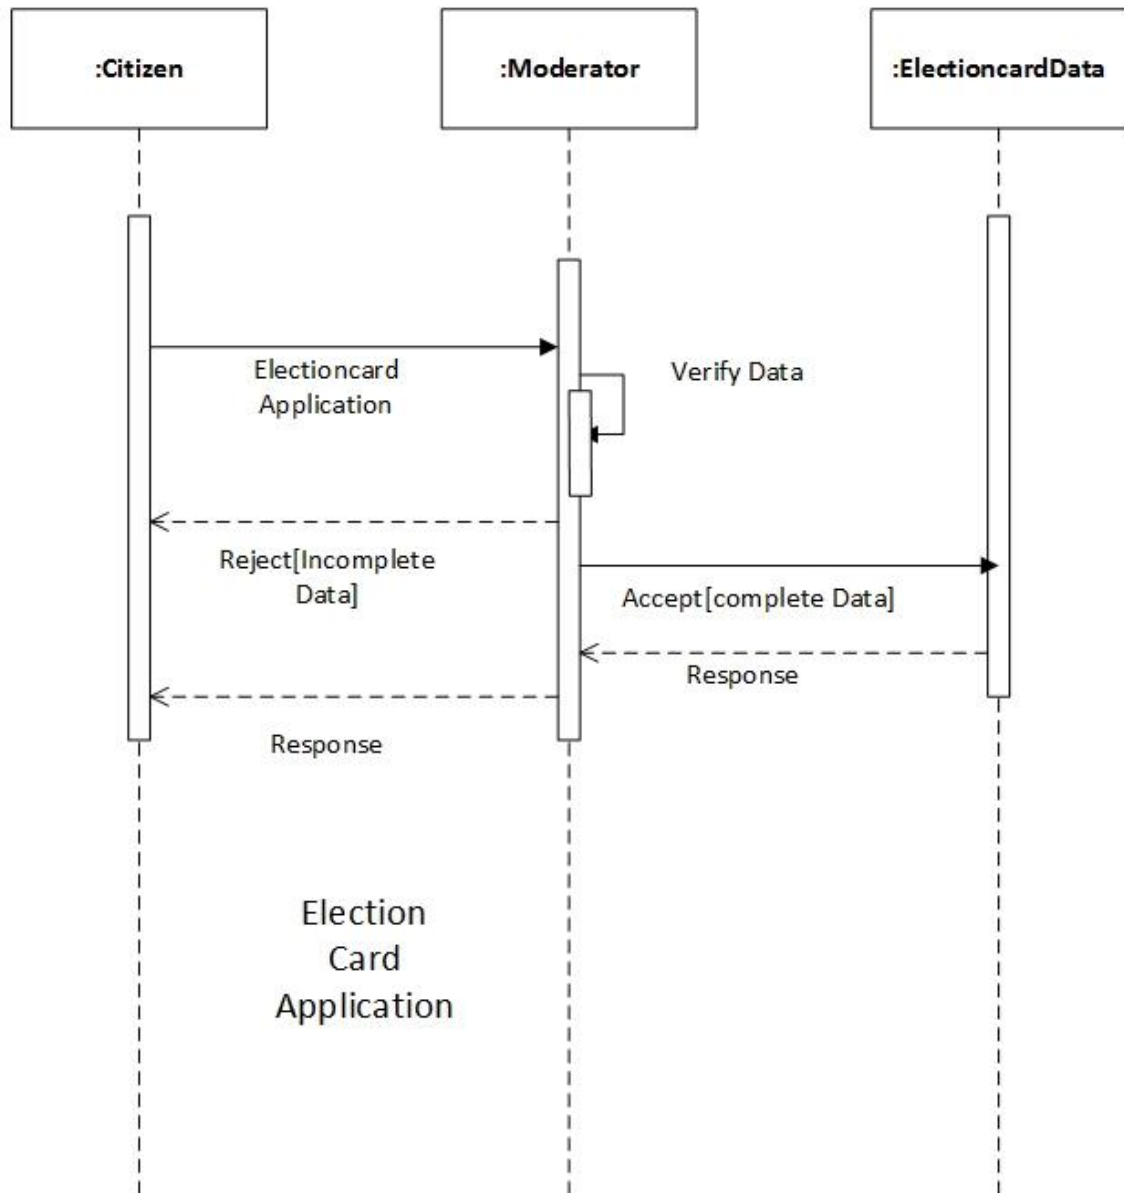 :Citizen
:Moderator
:ElectioncardData
Electioncard
Application
Verify Data
Reject[Incomplete
Data]
Accept[complete Data]
Response
Response
Election
Card
Application